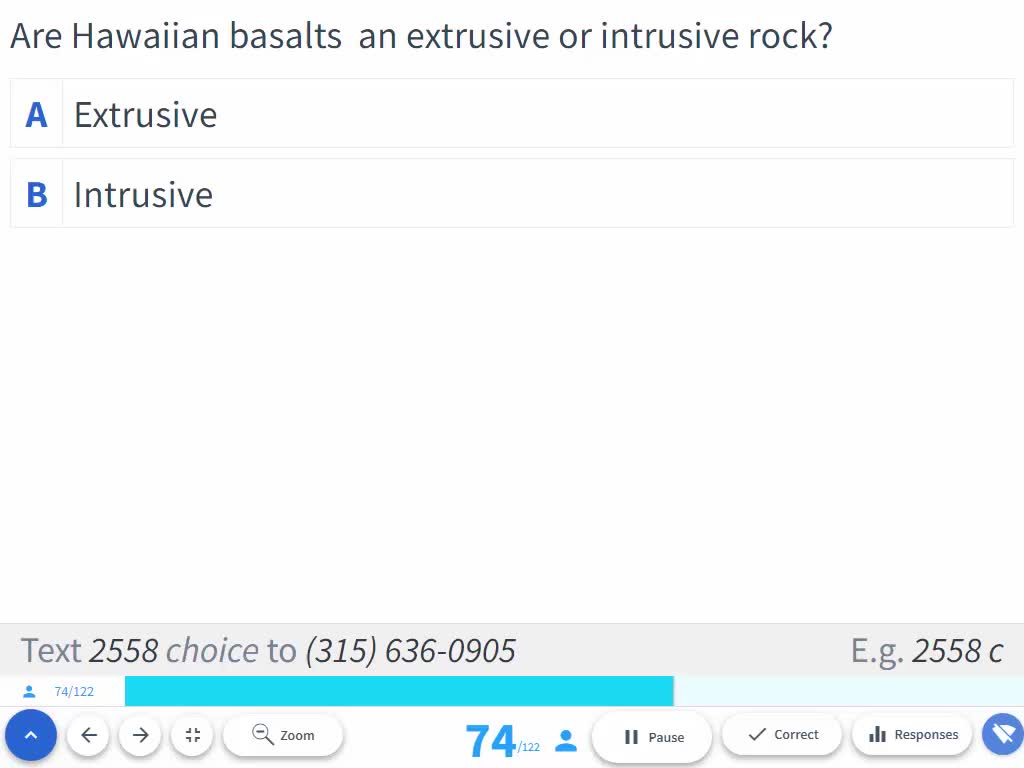 Are Hawaiian basalts  an extrusive or intrusive rock?
A Extrusive
B Intrusive
Text 2558 choice to (315) 636-0905 E.g. 2558 c
74/122
Zoom 74/122 Pause Correct Responses